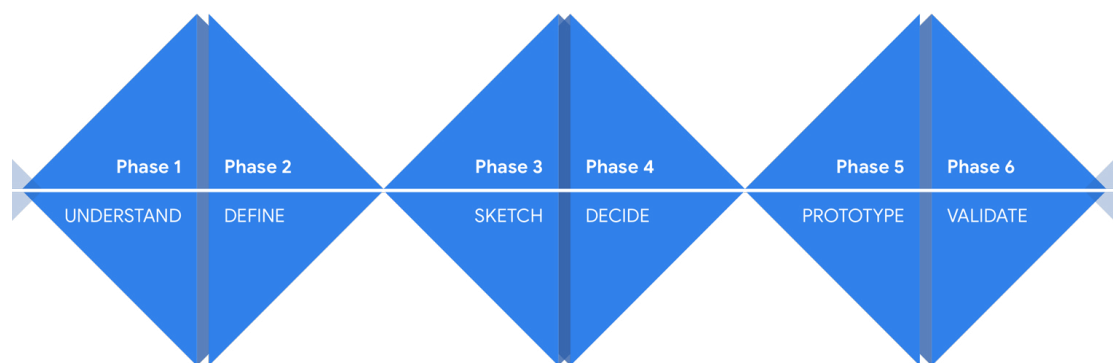 Phase 1
UNDERSTAND
Phase 2
DEFINE
Phase 3
SKETCH
Phase 4
DECIDE
Phase 5
PROTOTYPE
Phase 6
VALIDATE